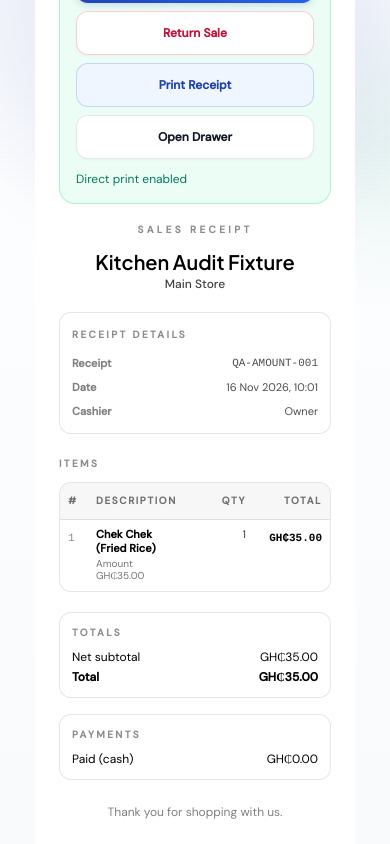 Return Sale
Print Receipt
Open Drawer
Direct print enabled
SALES RECEIPT
Kitchen Audit Fixture
Main Store
RECEIPT DETAILS
Receipt QA-AMOUNT-001
Date 16 Nov 2026, 10:01
Cashier Owner
ITEMS
# DESCRIPTION QTY TOTAL
1 Chek Chek 1 GH₵35.00
(Fried Rice)
Amount
GH₵35.00
TOTALS
Net subtotal GH₵35.00
Total GH₵35.00
PAYMENTS
Paid (cash) GH₵0.00
Thank you for shopping with us.